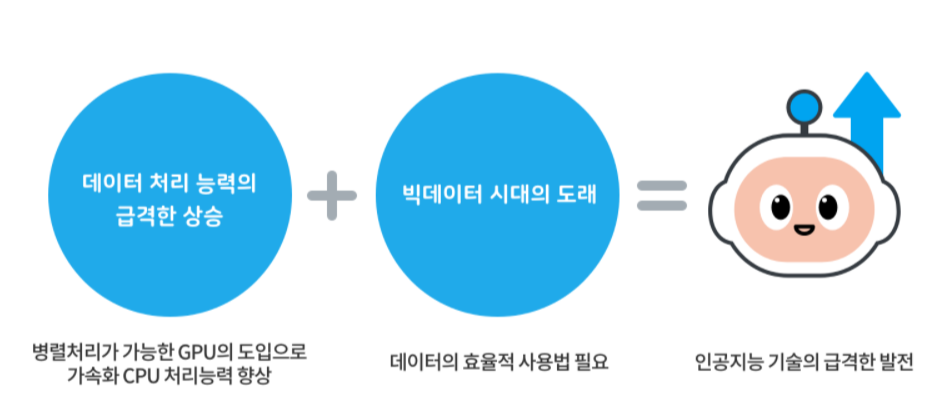 데이터 처리 능력의
급격한 상승
빅데이터 시대의 도래
병렬처리가 가능한 GPU의 도입으로
가속화 CPU 처리능력 향상
데이터의 효율적 사용법 필요
인공지능 기술의 급격한 발전